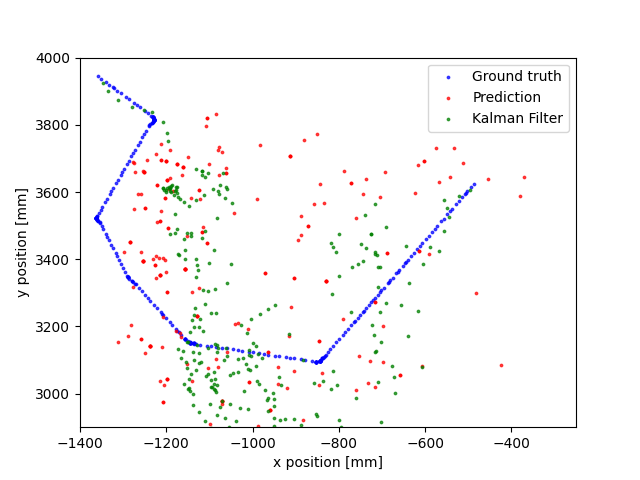 4000
3800
3600
3400
3200
3000
y position [mm]
Ground truth
Prediction
Kalman Filter
−1400 −1200 −1000 −800 −600 −400
x position [mm]